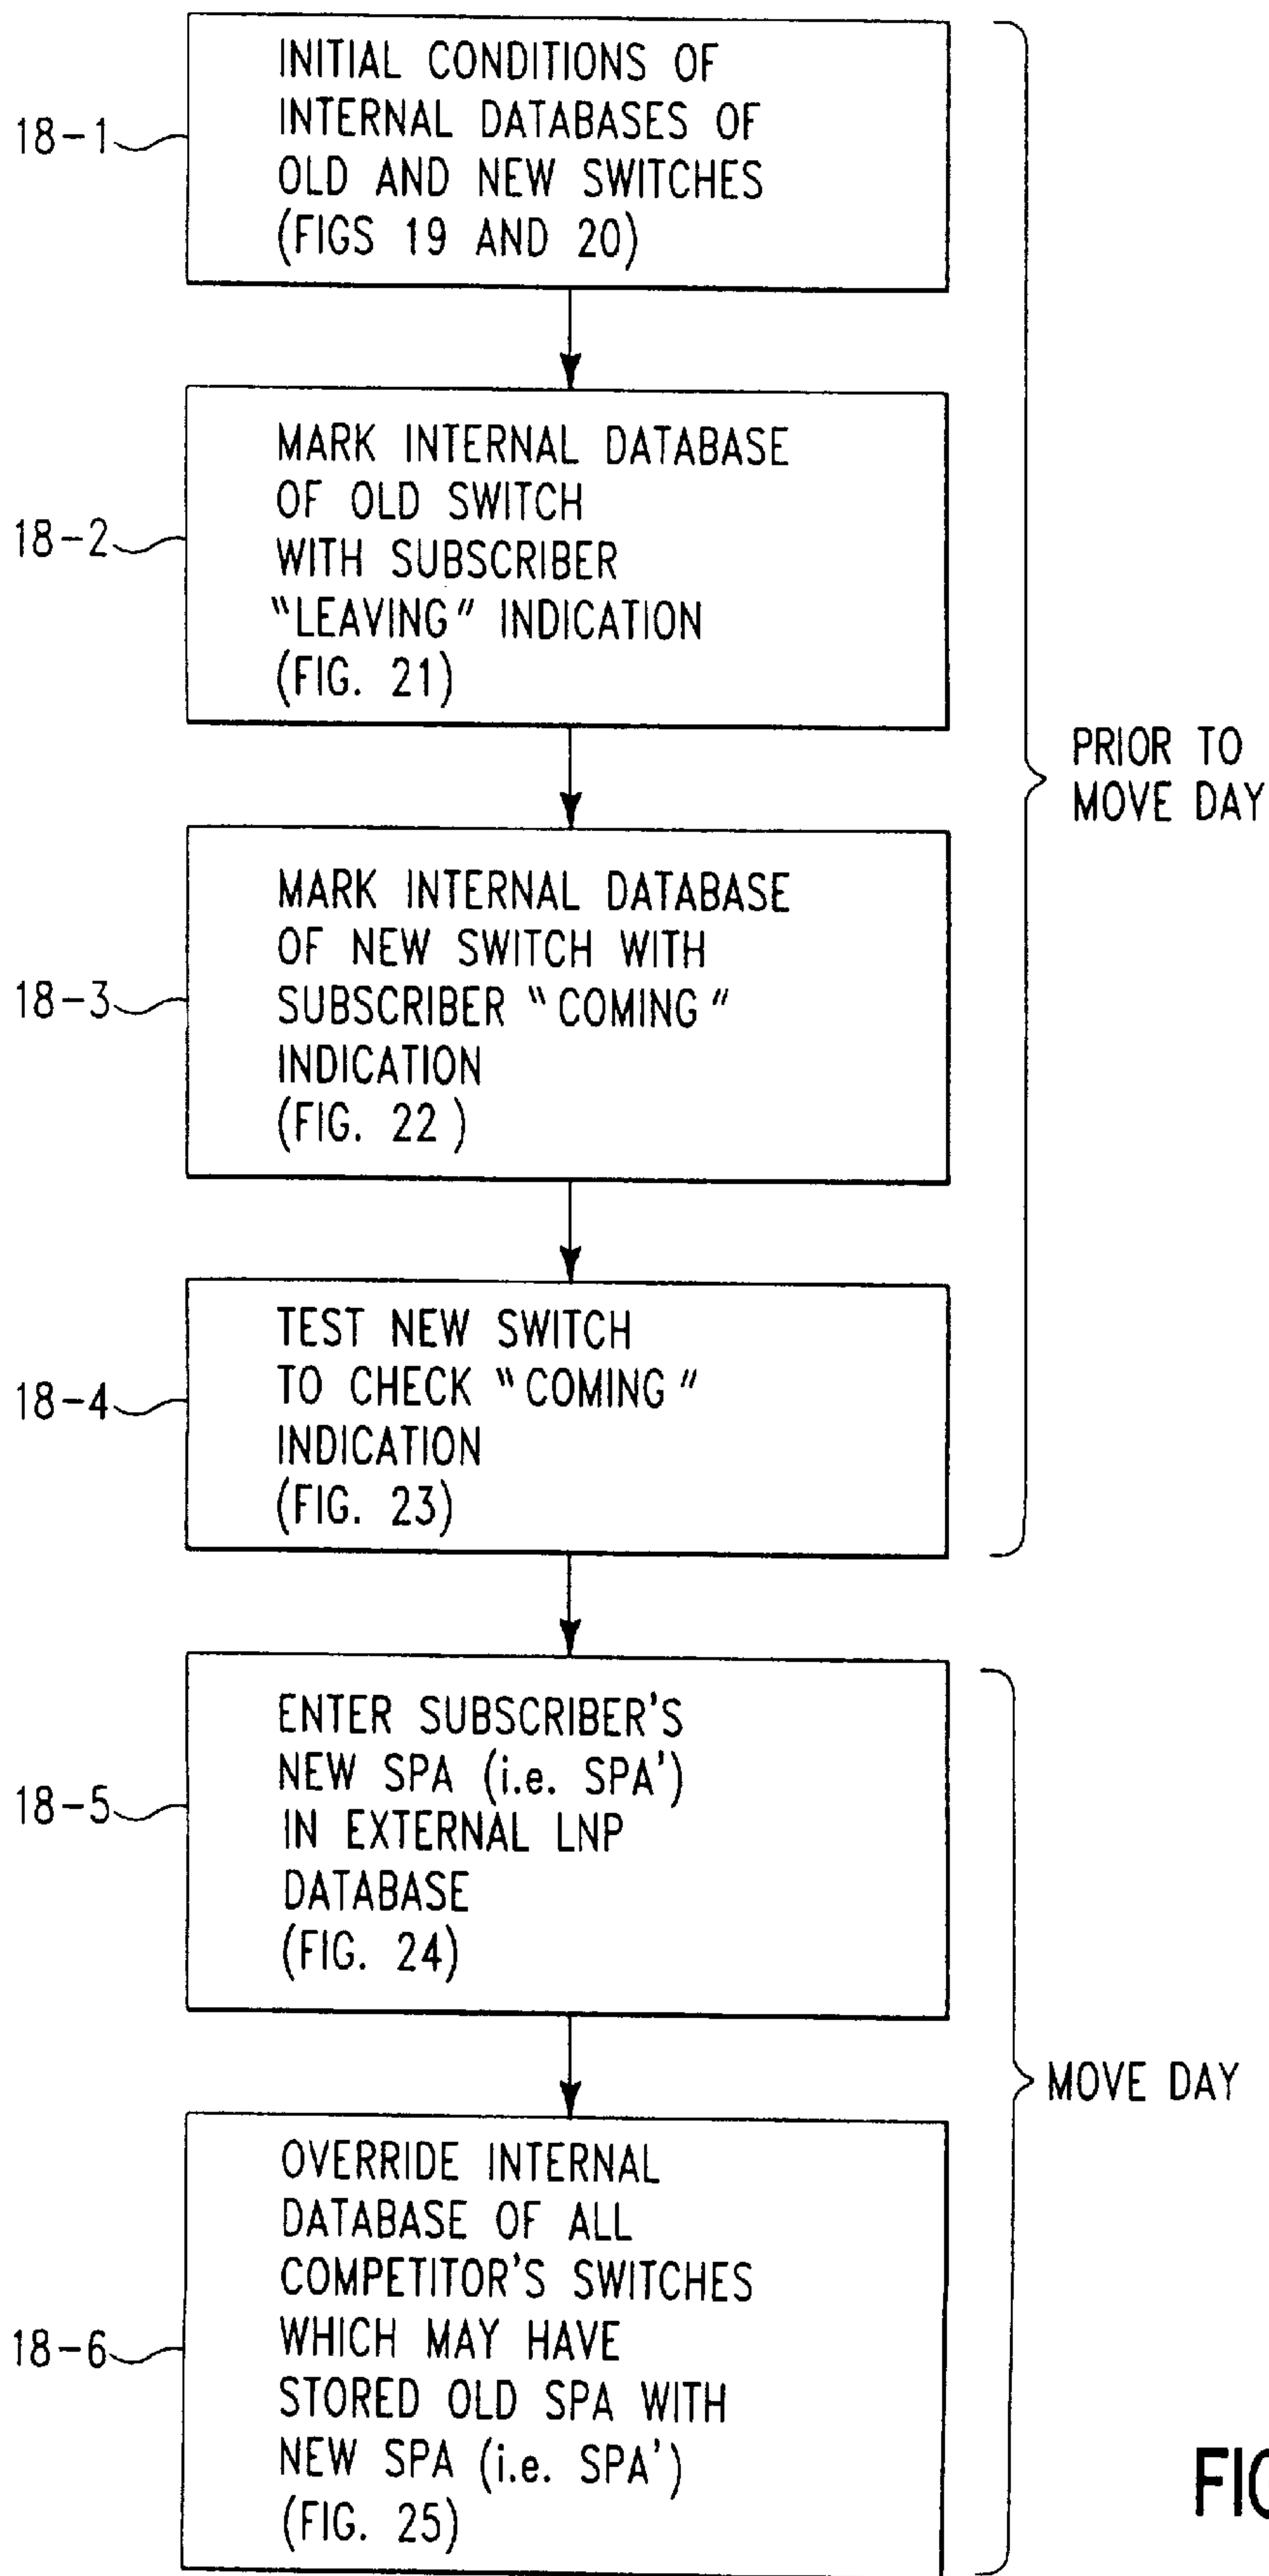 18-1
INITIAL CONDITIONS OF
INTERNAL DATABASES OF
OLD AND NEW SWITCHES
(FIGS 19 AND 20)
18-2
MARK INTERNAL DATABASE
OF OLD SWITCH
WITH SUBSCRIBER
"LEAVING" INDICATION
(FIG. 21)
PRIOR TO
MOVE DAY
18-3
MARK INTERNAL DATABASE
OF NEW SWITCH WITH
SUBSCRIBER "COMING"
INDICATION
(FIG. 22 )
18-4
TEST NEW SWITCH
TO CHECK "COMING"
INDICATION
(FIG. 23)
18-5
ENTER SUBSCRIBER'S
NEW SPA (i.e. SPA')
IN EXTERNAL LNP
DATABASE
(FIG. 24)
MOVE DAY
18-6
OVERRIDE INTERNAL
DATABASE OF ALL
COMPETITOR'S SWITCHES
WHICH MAY HAVE
STORED OLD SPA WITH
NEW SPA (i.e. SPA')
(FIG. 25)